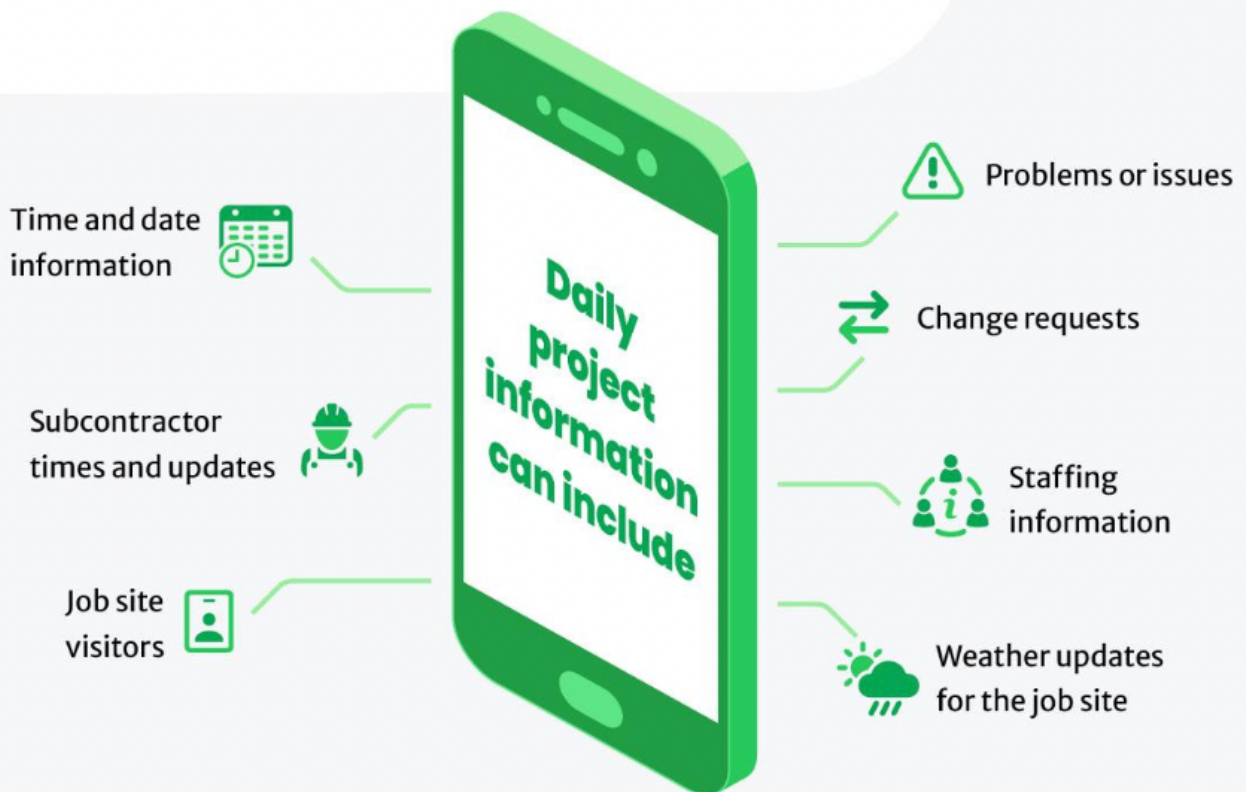 Time and date
information
Subcontractor
times and updates
Job site
visitors
Daily
project
information
can include
Problems or issues
Change requests
i
Staffing
information
Weather updates
for the job site